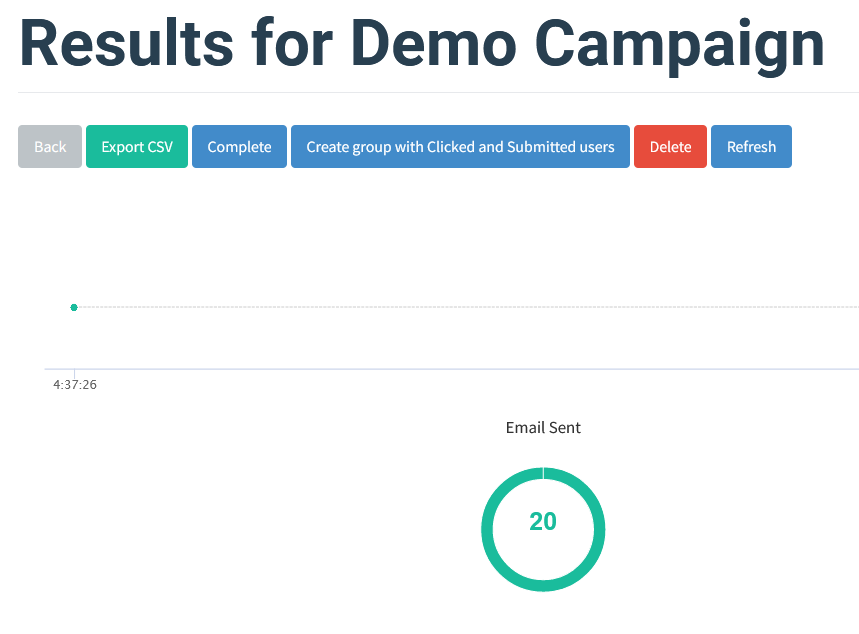 Results for Demo Campaign
Back Export CSV Complete Create group with Clicked and Submitted users Delete Refresh
4:37:26
Email Sent
20